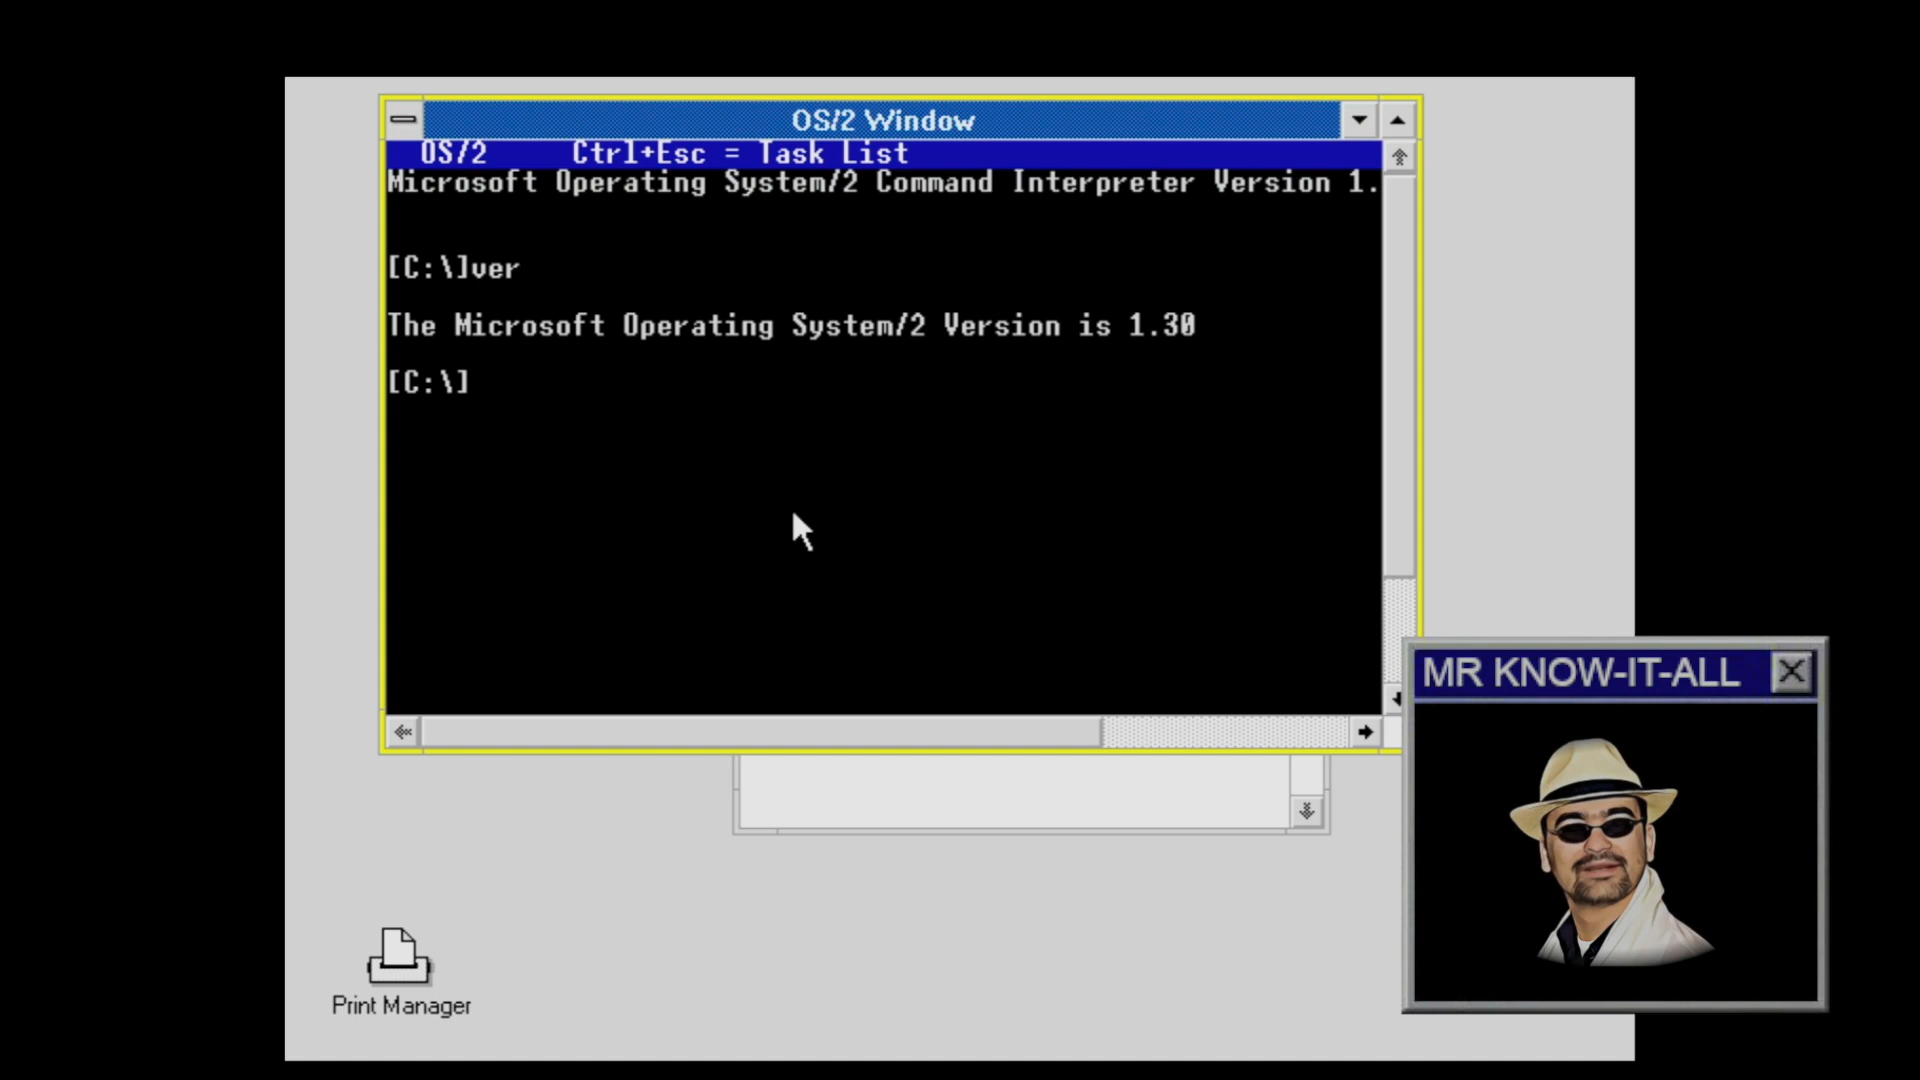 OS/2 Window
OS/2 Ctrl+Esc = Task List
Microsoft Operating System/2 Command Interpreter Version 1.
[C:\]ver
The Microsoft Operating System/2 Version is 1.30
[C:\]
MR KNOW-IT-ALL
Print Manager